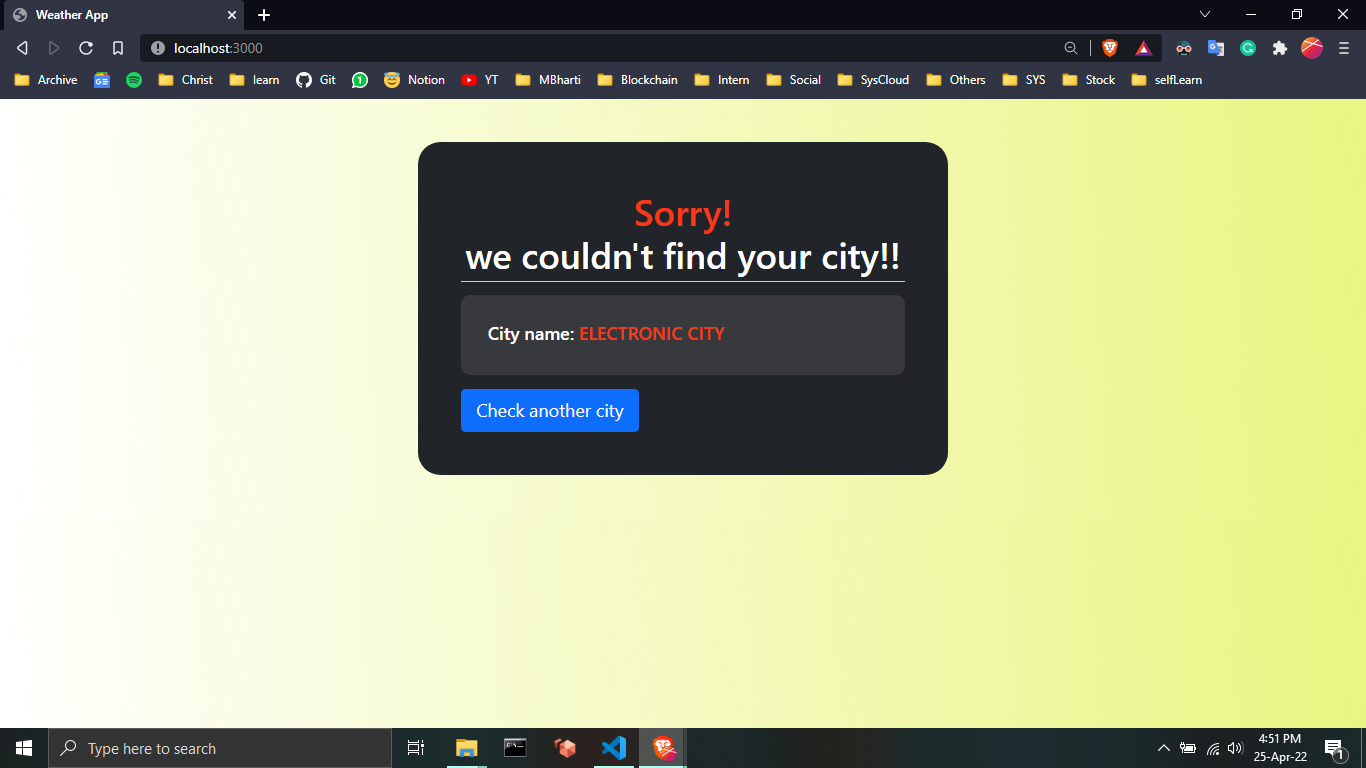 Weather App
localhost:3000
Archive Christ learn Git 1 Notion YT MBharti Blockchain Intern Social SysCloud Others SYS Stock selfLearn
Sorry!
we couldn't find your city!!
City name: ELECTRONIC CITY
Check another city
Type here to search
4:51 PM
25-Apr-22
1